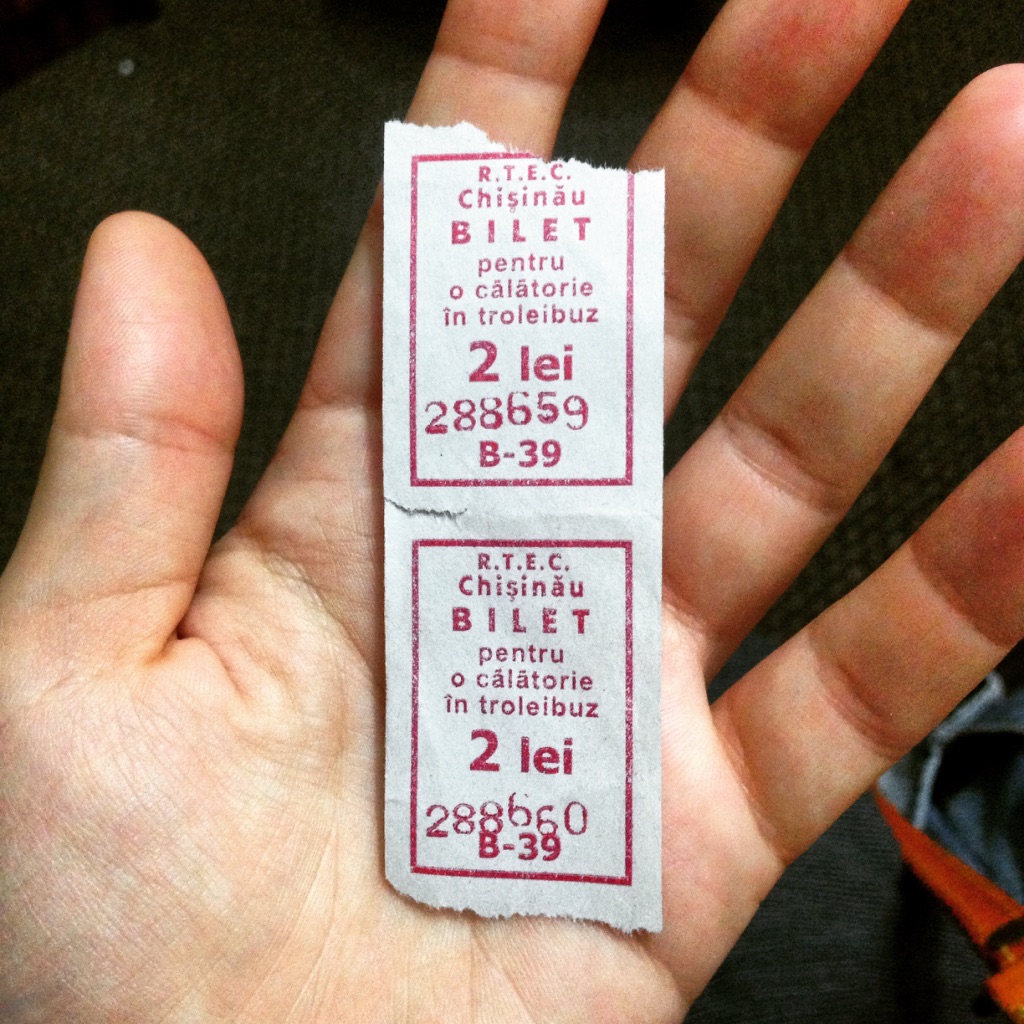 R.T.E.C.
Chișinău
BILET
pentru
o călătorie
în troleibuz
2 lei
288659
B-39
R.T.E.C.
Chișinău
BILET
pentru
o călătorie
în troleibuz
2 lei
288660
B-39